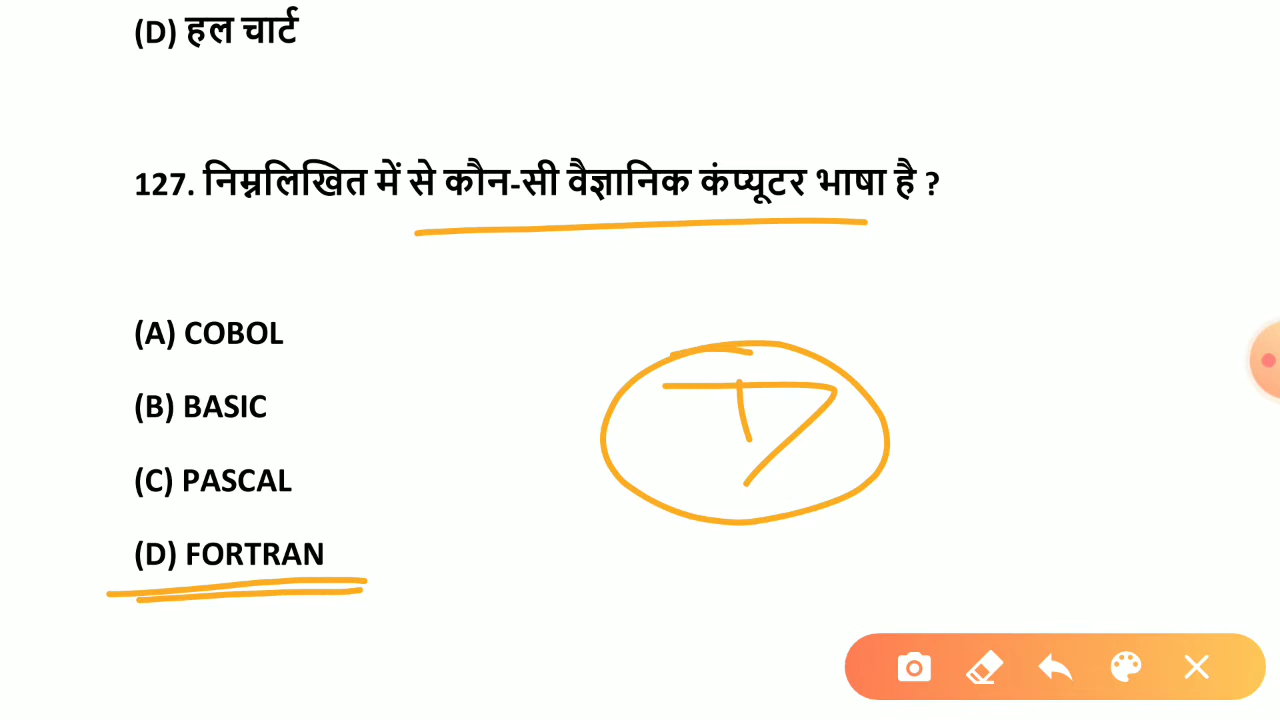 (D) हल चार्ट
127. निम्नलिखित में से कौन-सी वैज्ञानिक कंप्यूटर भाषा है ?
(A) COBOL
(B) BASIC
(C) PASCAL
(D) FORTRAN
D